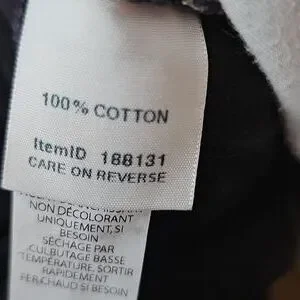 100% COTTON
ItemID 188131
CARE ON REVERSE
NON DÉCOLORANT
UNIQUEMENT, SI
BESOIN
SÉCHAGE PAR
CULBUTAGE BASSE
TEMPÉRATURE, SORTIR
RAPIDEMENT
FER CHAUD SI BESOIN